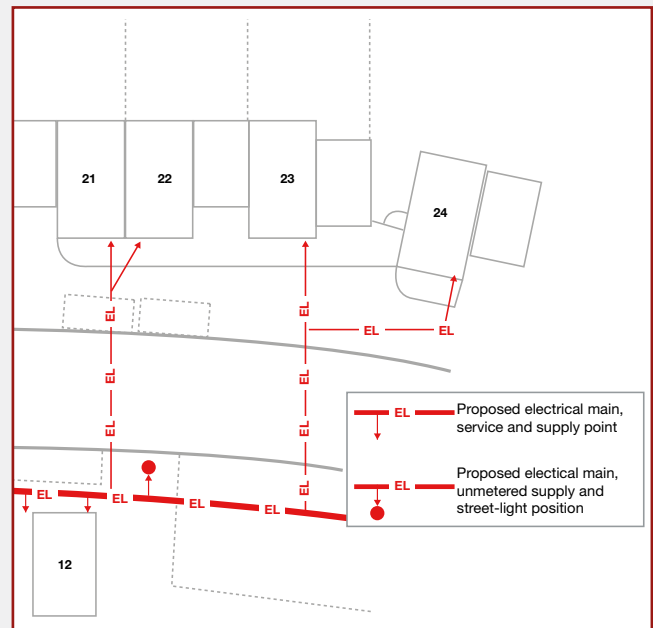 21
22
23
24
EL
EL
EL
EL
EL
EL
EL
EL
EL Proposed electrical main,
service and supply point
EL Proposed electical main,
unmetered supply and
street-light position
EL
EL
EL
EL
EL
12